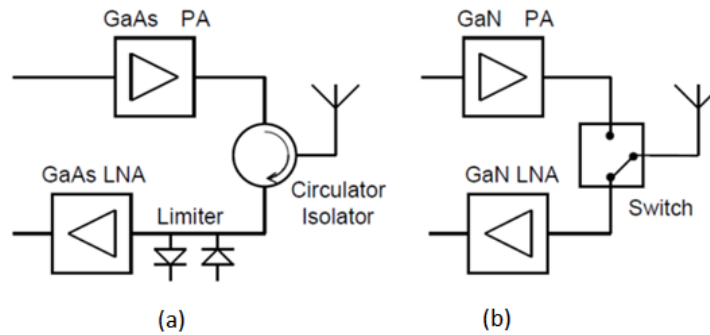 GaAs PA
GaN PA
GaAs LNA
Limiter
Circulator
Isolator
GaN LNA
Switch
(a)
(b)